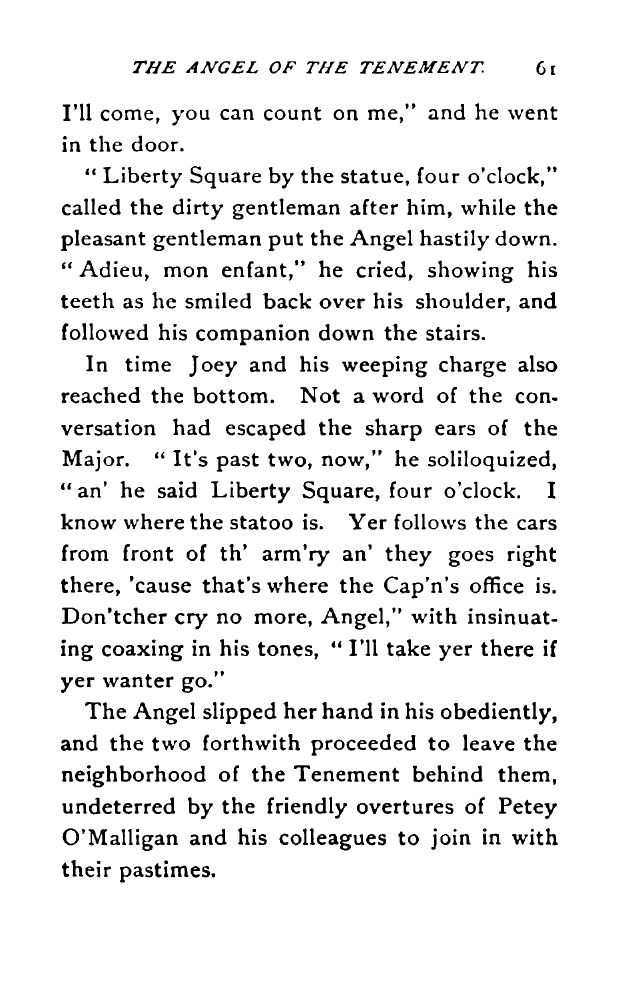 THE ANGEL OF THE TENEMENT. 61
I'll come, you can count on me," and he went
in the door.
" Liberty Square by the statue, four o'clock,"
called the dirty gentleman after him, while the
pleasant gentleman put the Angel hastily down.
" Adieu, mon enfant," he cried, showing his
teeth as he smiled back over his shoulder, and
followed his companion down the stairs.
In time Joey and his weeping charge also
reached the bottom. Not a word of the con-
versation had escaped the sharp ears of the
Major. " It's past two, now," he soliloquized,
" an' he said Liberty Square, four o'clock. I
know where the statoo is. Yer follows the cars
from front of th' arm'ry an' they goes right
there, 'cause that's where the Cap'n's office is.
Don'tcher cry no more, Angel," with insinuat-
ing coaxing in his tones, " I'll take yer there if
yer wanter go."
The Angel slipped her hand in his obediently,
and the two forthwith proceeded to leave the
neighborhood of the Tenement behind them,
undeterred by the friendly overtures of Petey
O'Malligan and his colleagues to join in with
their pastimes.